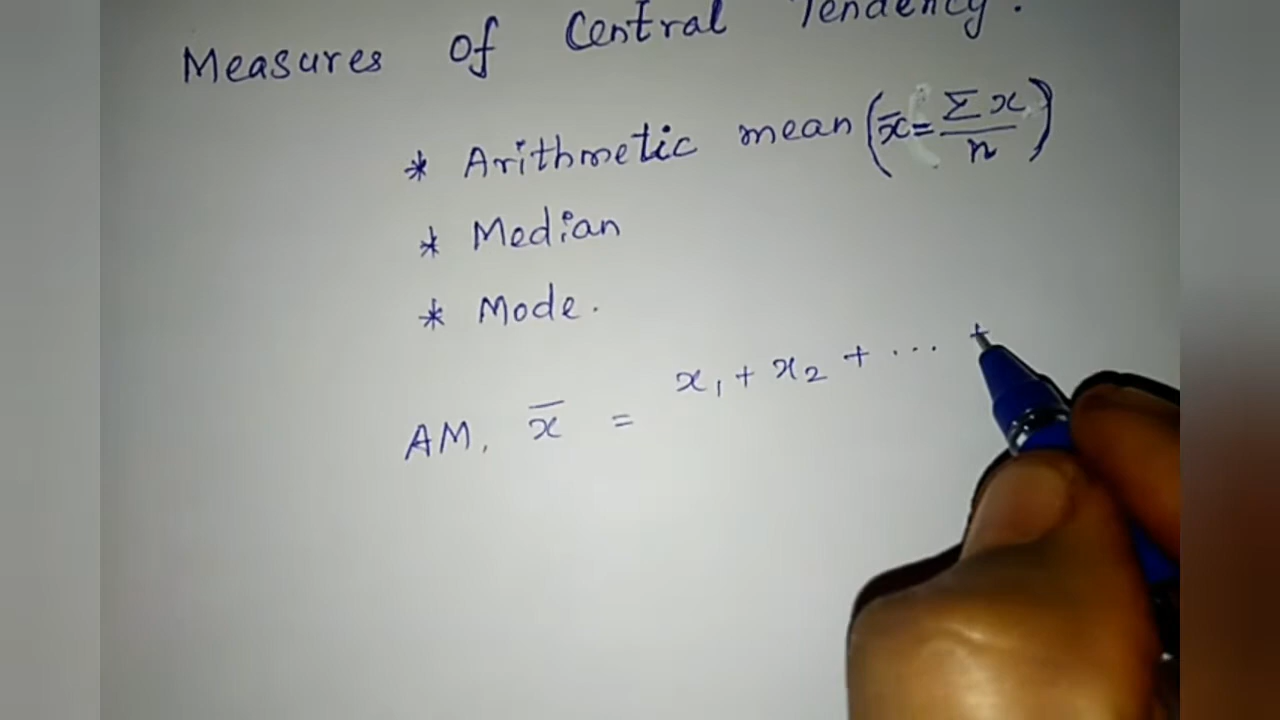 Measures of Central Tendency.
* Arithmetic mean (x̄ = Σx/n)
* Median
* Mode.
AM, x̄ = x₁ + x₂ + ... +